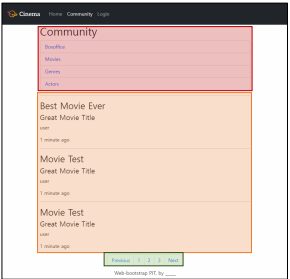 Cinema Home Community Login
Community
Boxoffice
Movies
Genres
Actors
Best Movie Ever
Great Movie Title
user
1 minute ago
Movie Test
Great Movie Title
user
1 minute ago
Movie Test
Great Movie Title
user
1 minute ago
Previous 1 2 3 Next
Web-bootstrap PJT, by _____